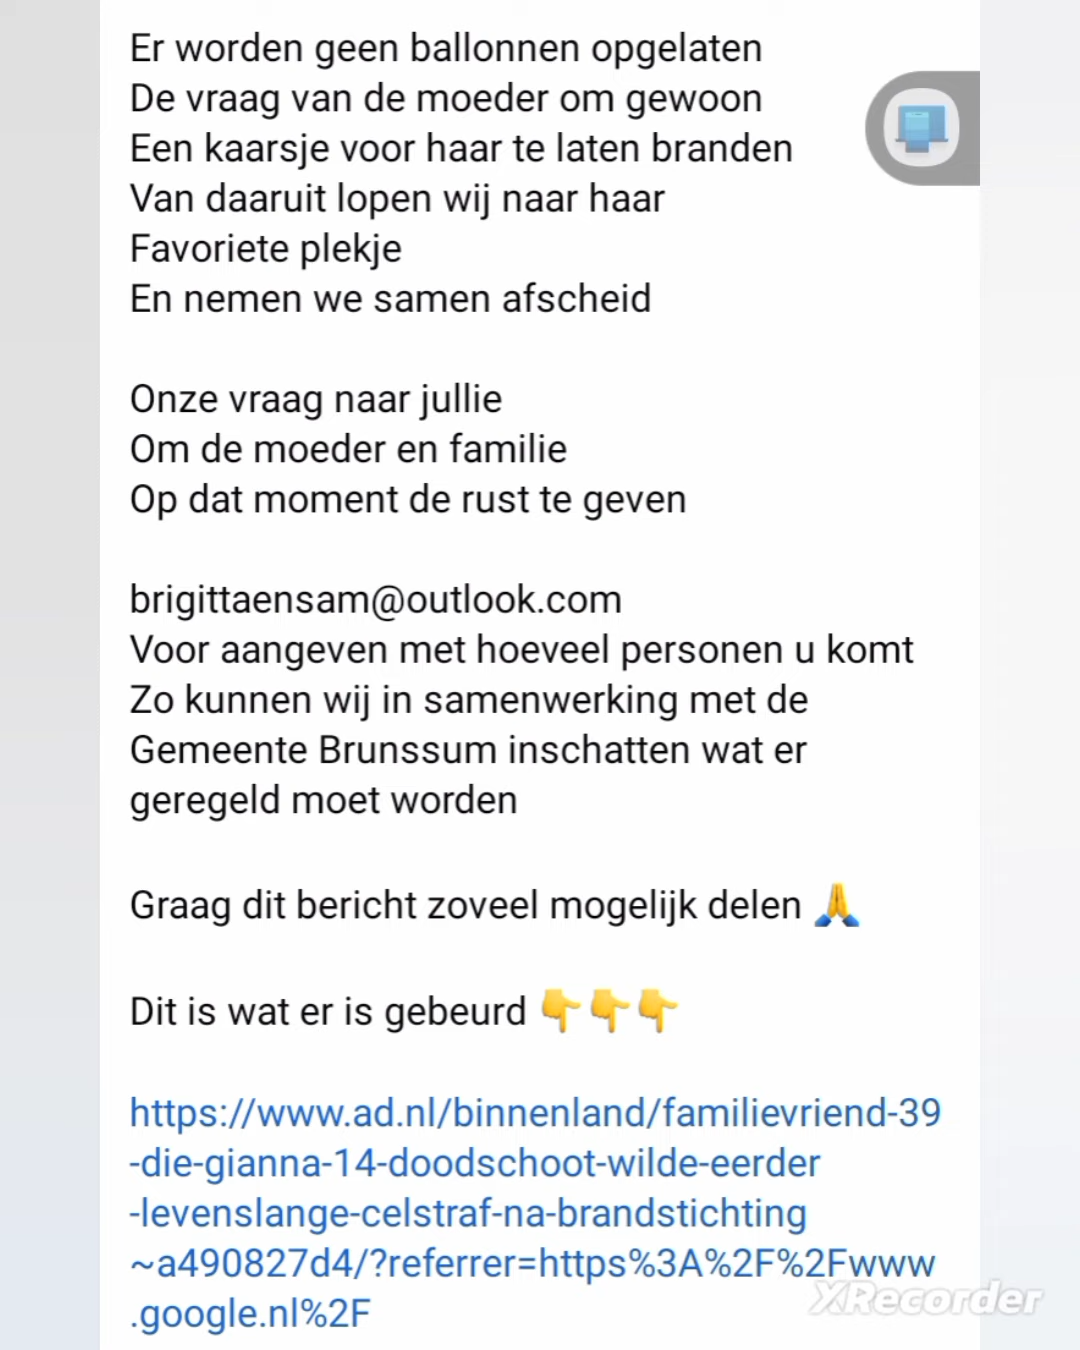 Er worden geen ballonnen opgelaten
De vraag van de moeder om gewoon
Een kaarsje voor haar te laten branden
Van daaruit lopen wij naar haar
Favoriete plekje
En nemen we samen afscheid
Onze vraag naar jullie
Om de moeder en familie
Op dat moment de rust te geven
brigittaensam@outlook.com
Voor aangeven met hoeveel personen u komt
Zo kunnen wij in samenwerking met de
Gemeente Brunssum inschatten wat er
geregeld moet worden
Graag dit bericht zoveel mogelijk delen 🙏
Dit is wat er is gebeurd 👇👇👇
https://www.ad.nl/binnenland/familievriend-39
-die-gianna-14-doodschoot-wilde-eerder
-levenslange-celstraf-na-brandstichting
~a490827d4/?referrer=https%3A%2F%2Fwww
.google.nl%2F
XRecorder